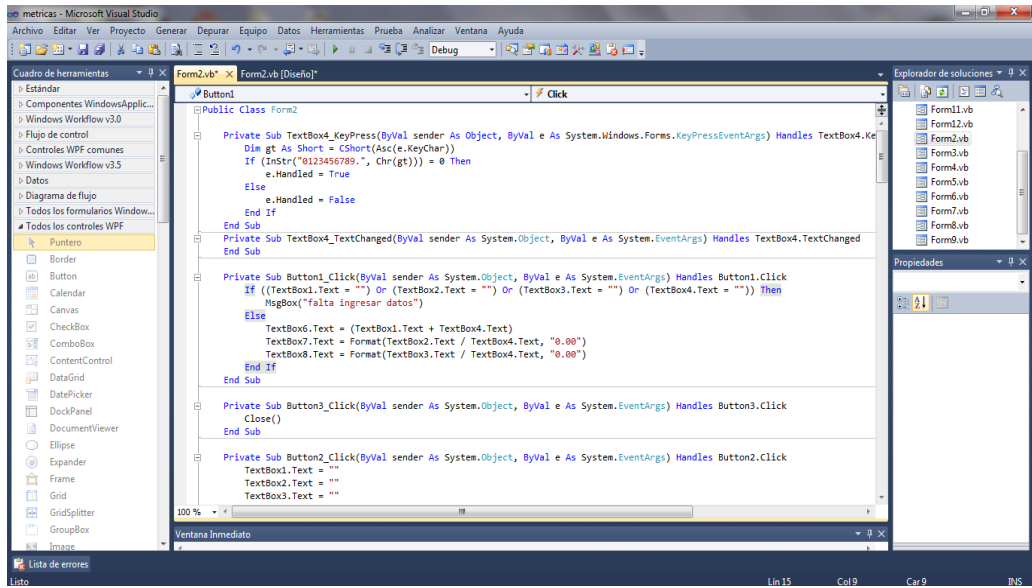 metricas - Microsoft Visual Studio
Archivo Editar Ver Proyecto Generar Depurar Equipo Datos Herramientas Prueba Analizar Ventana Ayuda
Debug
Cuadro de herramientas
Estándar
Componentes WindowsApplic...
Windows Workflow v3.0
Flujo de control
Controles WPF comunes
Windows Workflow v3.5
Datos
Diagrama de flujo
Todos los formularios Window...
Todos los controles WPF
Puntero
Border
Button
Calendar
Canvas
CheckBox
ComboBox
ContentControl
DataGrid
DatePicker
DockPanel
DocumentViewer
Ellipse
Expander
Frame
Grid
GridSplitter
GroupBox
Image
Form2.vb* Form2.vb [Diseño]*
Button1 Click
Public Class Form2
Private Sub TextBox4_KeyPress(ByVal sender As Object, ByVal e As System.Windows.Forms.KeyPressEventArgs) Handles TextBox4.Ke
Dim gt As Short = CShort(Asc(e.KeyChar))
If (InStr("0123456789.", Chr(gt))) = 0 Then
e.Handled = True
Else
e.Handled = False
End If
End Sub
Private Sub TextBox4_TextChanged(ByVal sender As System.Object, ByVal e As System.EventArgs) Handles TextBox4.TextChanged
End Sub
Private Sub Button1_Click(ByVal sender As System.Object, ByVal e As System.EventArgs) Handles Button1.Click
If ((TextBox1.Text = "") Or (TextBox2.Text = "") Or (TextBox3.Text = "") Or (TextBox4.Text = "")) Then
MsgBox("falta ingresar datos")
Else
TextBox6.Text = (TextBox1.Text + TextBox4.Text)
TextBox7.Text = Format(TextBox2.Text / TextBox4.Text, "0.00")
TextBox8.Text = Format(TextBox3.Text / TextBox4.Text, "0.00")
End If
End Sub
Private Sub Button3_Click(ByVal sender As System.Object, ByVal e As System.EventArgs) Handles Button3.Click
Close()
End Sub
Private Sub Button2_Click(ByVal sender As System.Object, ByVal e As System.EventArgs) Handles Button2.Click
TextBox1.Text = ""
TextBox2.Text = ""
TextBox3.Text = ""
100 %
Ventana Inmediato
Explorador de soluciones
Form11.vb
Form12.vb
Form2.vb
Form3.vb
Form4.vb
Form5.vb
Form6.vb
Form7.vb
Form8.vb
Form9.vb
Propiedades
Lista de errores
Listo Lín 15 Col 9 Car 9 INS